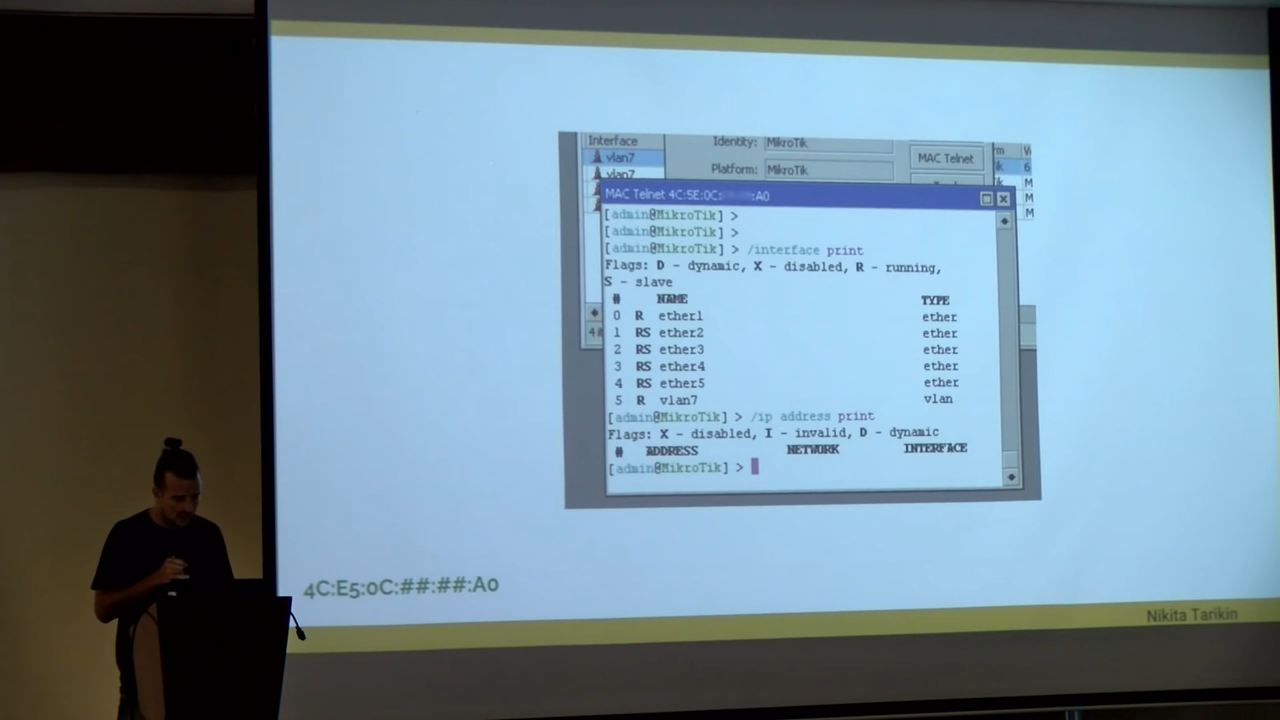 Interface
Identity: MikroTik
MAC Telnet
vlan7
vlan7
Platform: MikroTik
6
M
M
M
MAC Telnet 4C:5E:0C: :A0
[admin@MikroTik] >
[admin@MikroTik] >
[admin@MikroTik] > /interface print
Flags: D - dynamic, X - disabled, R - running,
S - slave
# NAME TYPE
0 R ether1 ether
1 RS ether2 ether
2 RS ether3 ether
3 RS ether4 ether
4 RS ether5 ether
5 R vlan7 vlan
[admin@MikroTik] > /ip address print
Flags: X - disabled, I - invalid, D - dynamic
# ADDRESS NETWORK INTERFACE
[admin@MikroTik] >
4C:E5:0C:##:##:A0
Nikita Tarikin